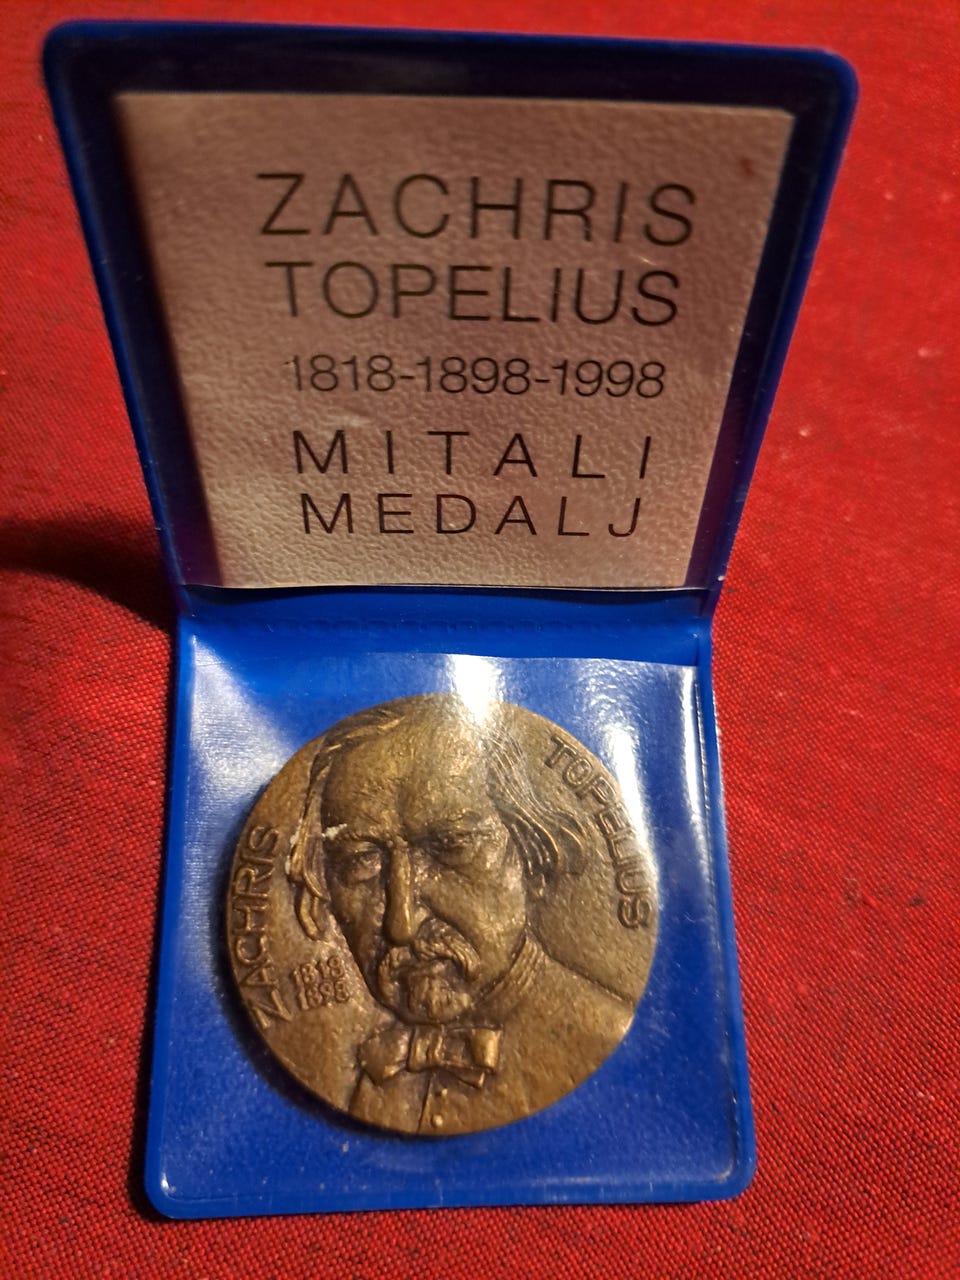 ZACHRIS
TOPELIUS
1818-1898-1998
MITALI
MEDALJ
ZACHRIS
TOPELIUS
1818
1898